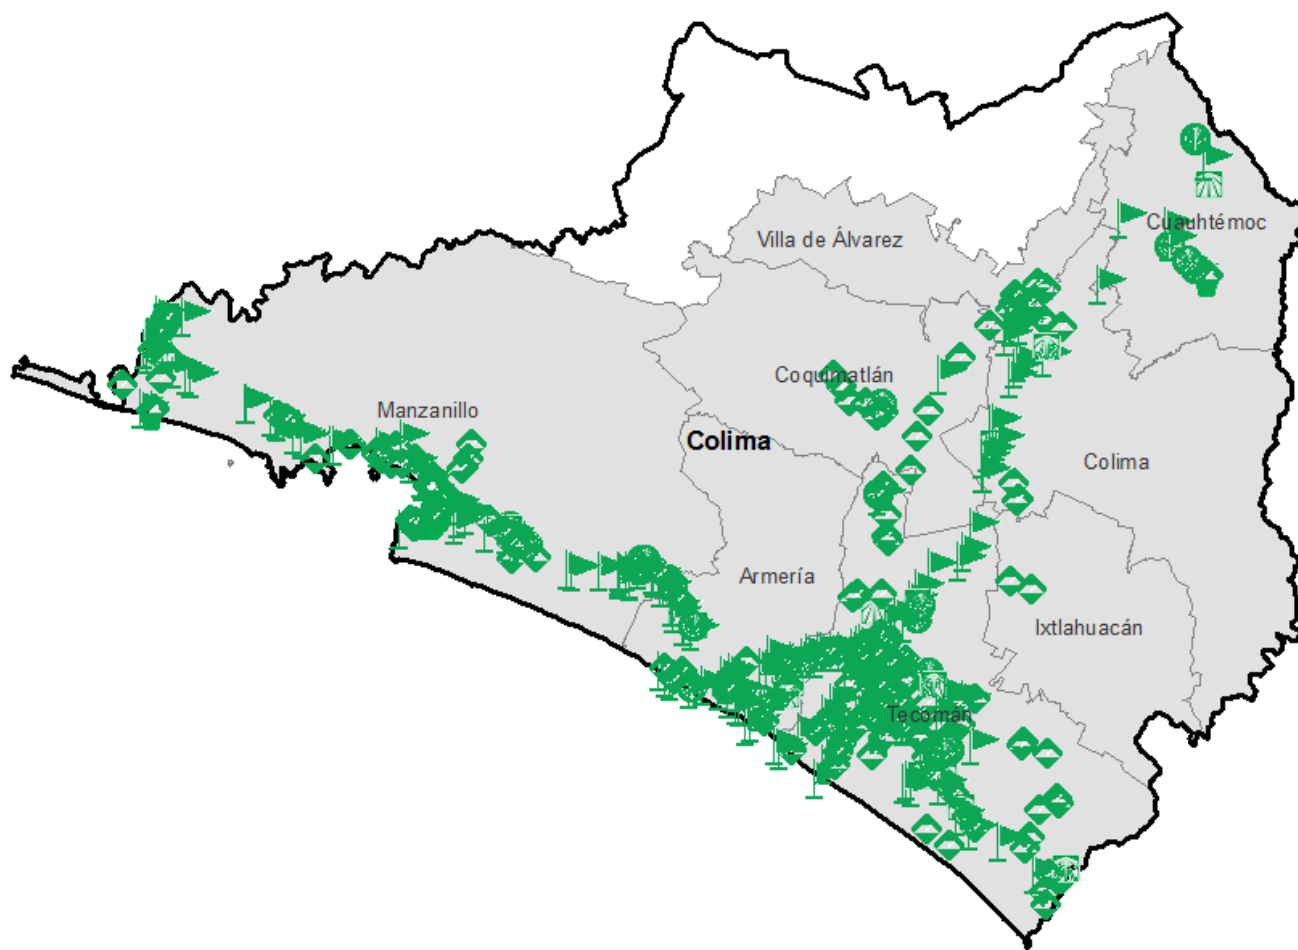 Cuauhtémoc
Villa de Álvarez
Coquimatlán
Manzanillo
Colima
Colima
Armería
Ixtlahuacán
Tecomán